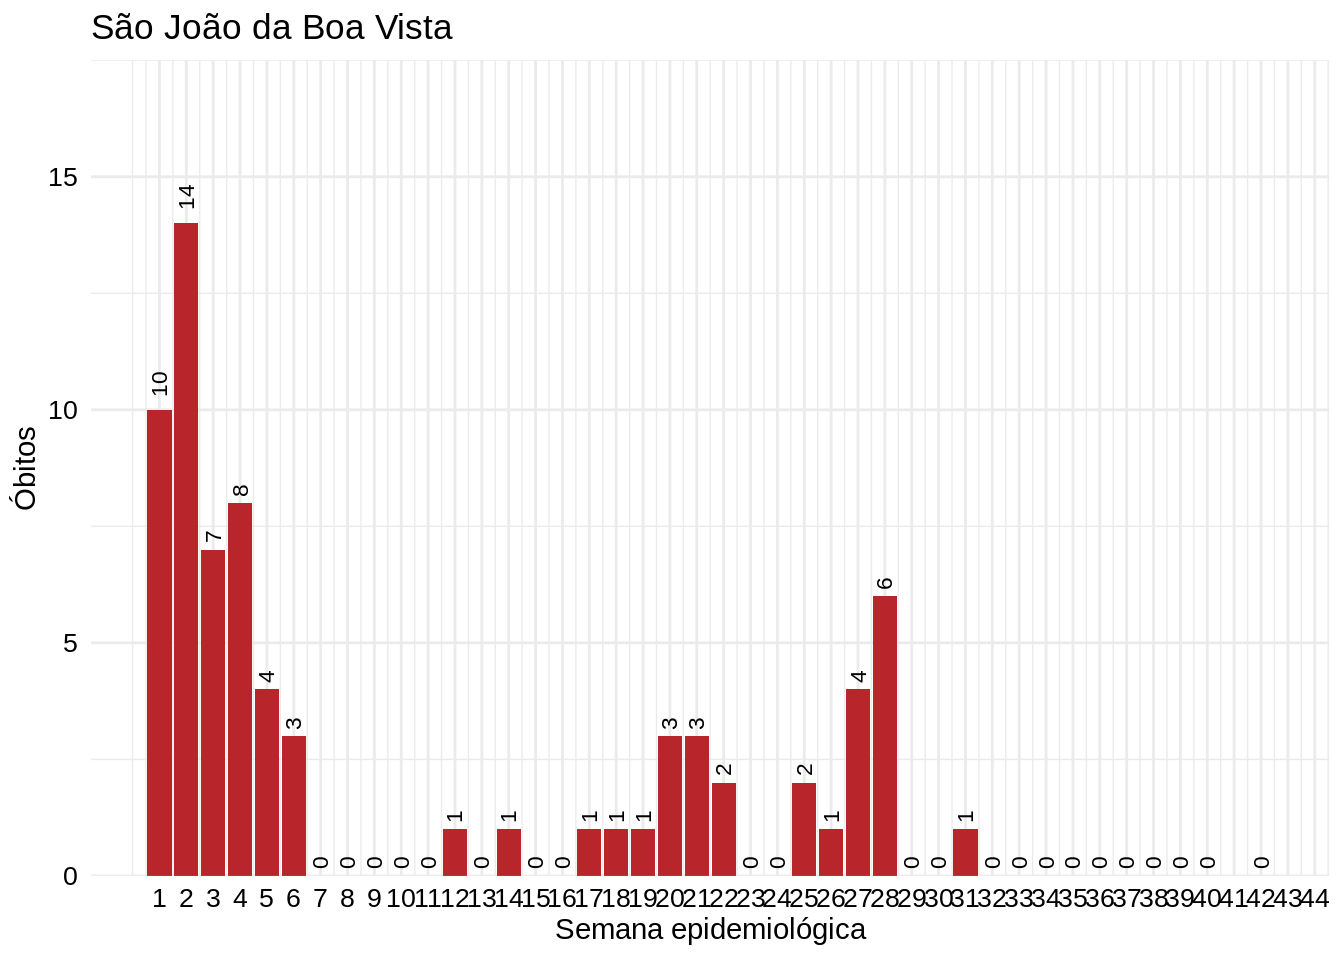 São João da Boa Vista
15
10
5
0
Óbitos
10 14 7 8 4 3 0 0 0 0 0 1 0 1 0 0 1 1 1 3 3 2 0 0 2 1 4 6 0 0 1 0 0 0 0 0 0 0 0 0 0
1 2 3 4 5 6 7 8 9 10 11 12 13 14 15 16 17 18 19 20 21 22 23 24 25 26 27 28 29 30 31 32 33 34 35 36 37 38 39 40 41 42 43 44
Semana epidemiológica